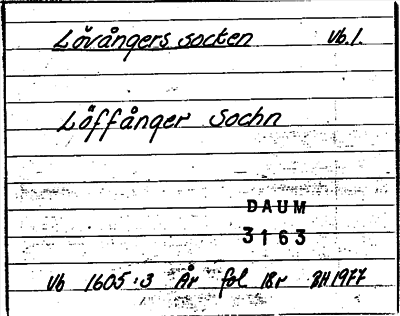 Lövångers socken Vb.l.
Löffånger Sochn
DAUM
3163
Vb 1605:3 År fol 18r BH1977